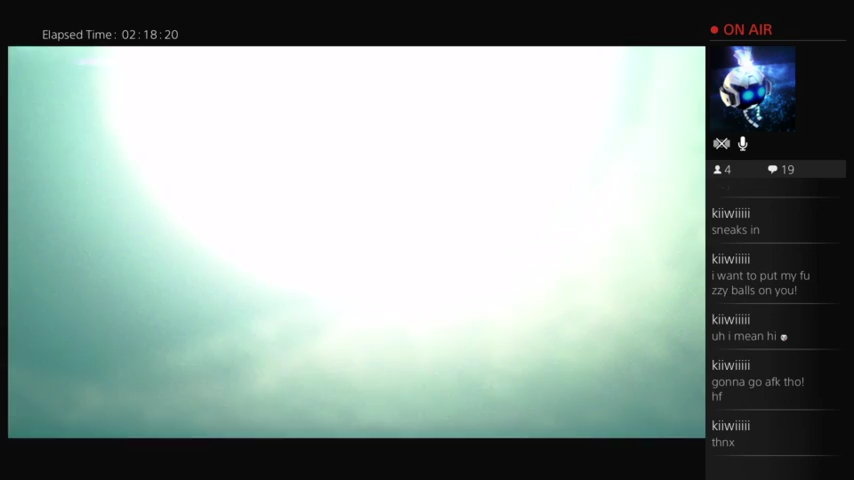 Elapsed Time: 02:18:20
ON AIR
4 19
kiiwiiiii
sneaks in
kiiwiiiii
i want to put my fu
zzy balls on you!
kiiwiiiii
uh i mean hi
kiiwiiiii
gonna go afk tho!
hf
kiiwiiiii
thnx